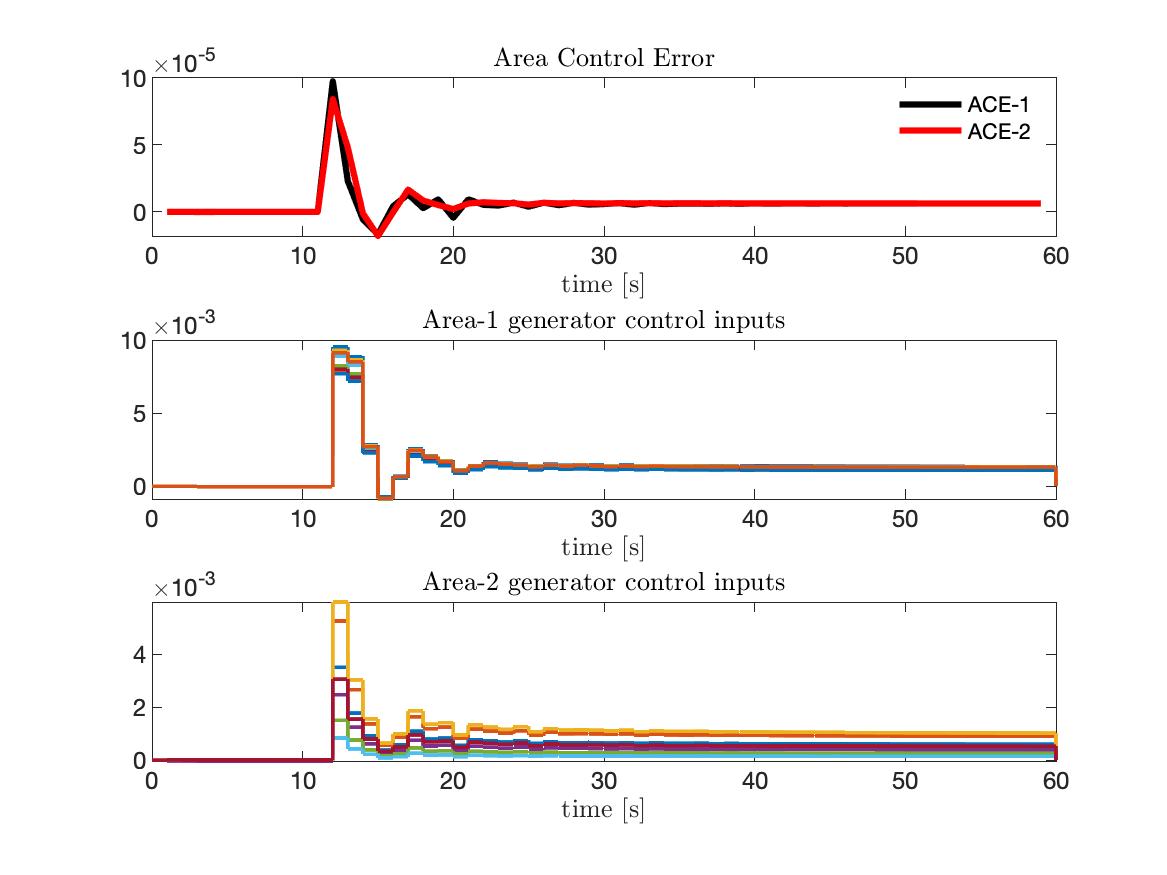 Area Control Error
×10-5
10
5
0
ACE-1
ACE-2
0 10 20 30 40 50 60
time [s]
Area-1 generator control inputs
×10-3
10
5
0
0 10 20 30 40 50 60
time [s]
Area-2 generator control inputs
×10-3
4
2
0
0 10 20 30 40 50 60
time [s]